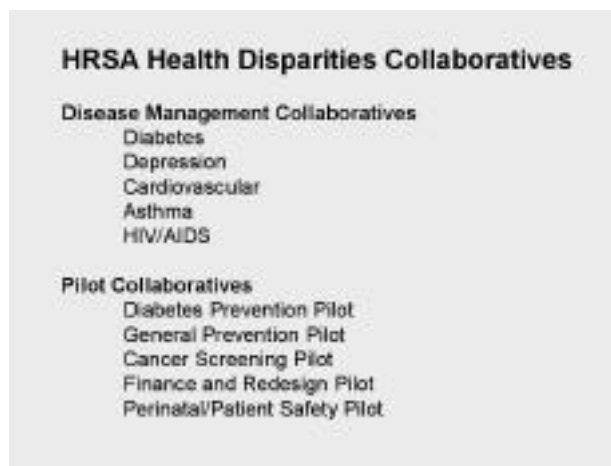 HRSA Health Disparities Collaboratives
Disease Management Collaboratives
Diabetes
Depression
Cardiovascular
Asthma
HIV/AIDS
Pilot Collaboratives
Diabetes Prevention Pilot
General Prevention Pilot
Cancer Screening Pilot
Finance and Redesign Pilot
Perinatal/Patient Safety Pilot